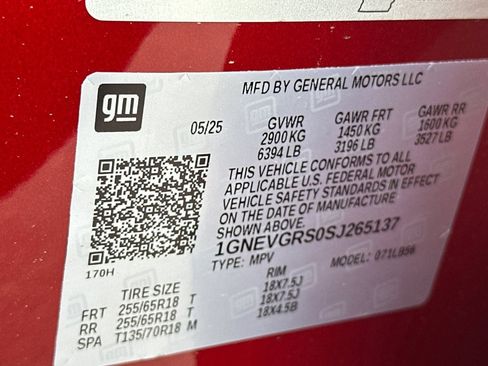 gm
MFD BY GENERAL MOTORS LLC
05/25
GVWR GAWR FRT GAWR RR
2900 KG 1450 KG 1600 KG
6394 LB 3196 LB 3527 LB
THIS VEHICLE CONFORMS TO ALL
APPLICABLE U.S. FEDERAL MOTOR
VEHICLE SAFETY STANDARDS IN EFFECT
ON THE DATE OF MANUFACTURE
SHOWN ABOVE.
1GNEVGRS0SJ265137
TYPE: MPV MODEL: 071LB56
170H
TIRE SIZE RIM
FRT 255/65R18 T 18X7.5J
RR 255/65R18 T 18X7.5J
SPA T135/70R18 M 18X4.5B